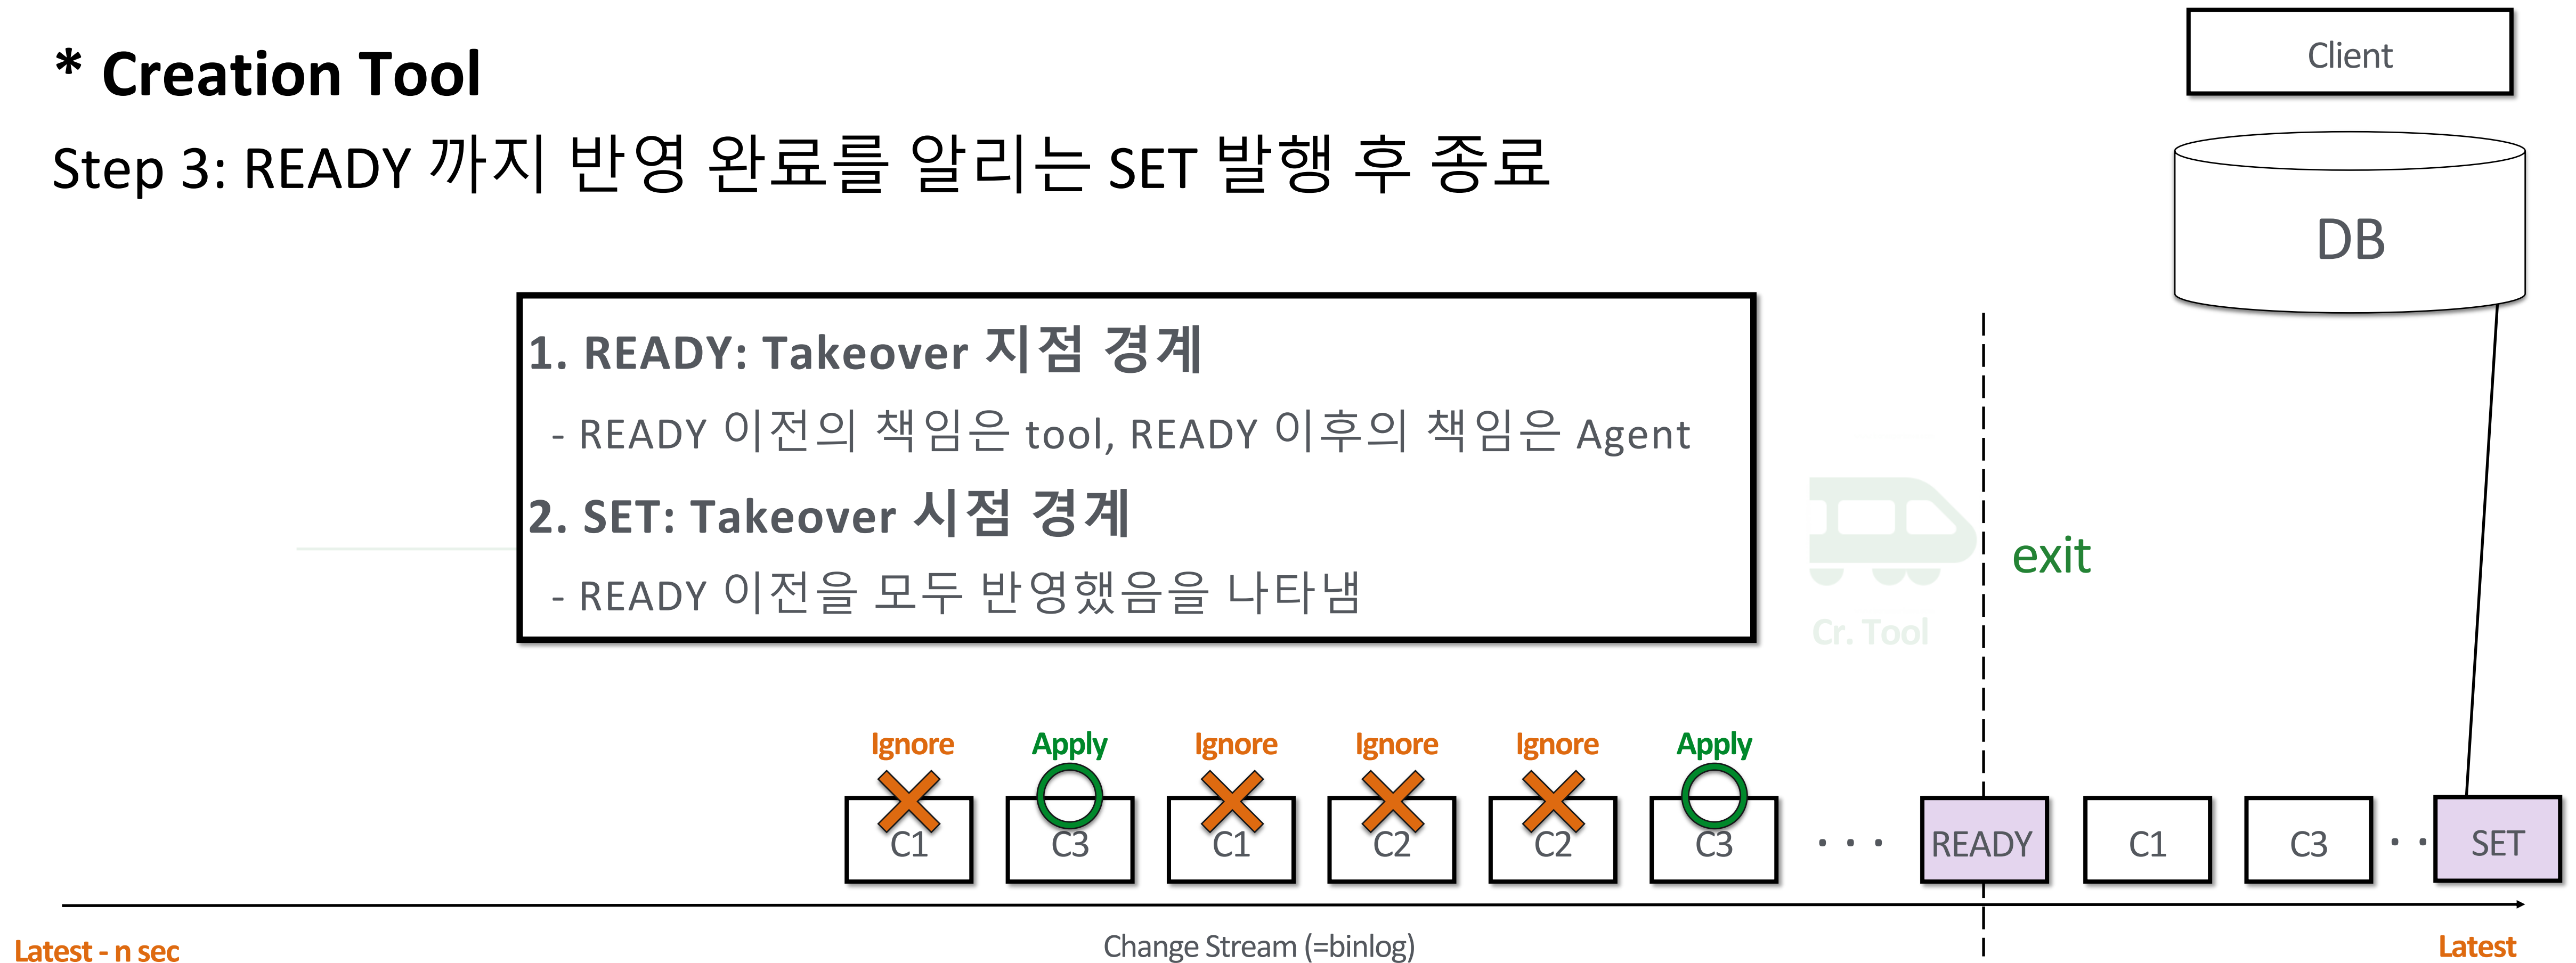 * Creation Tool
Step 3: READY 까지 반영 완료를 알리는 SET 발행 후 종료
Client
DB
1. READY: Takeover 지점 경계
- READY 이전의 책임은 tool, READY 이후의 책임은 Agent
2. SET: Takeover 시점 경계
- READY 이전을 모두 반영했음을 나타냄
exit
Cr. Tool
Ignore Apply Ignore Ignore Ignore Apply
C1 C3 C1 C2 C2 C3 · · · READY C1 C3 · · SET
Latest - n sec Change Stream (=binlog) Latest